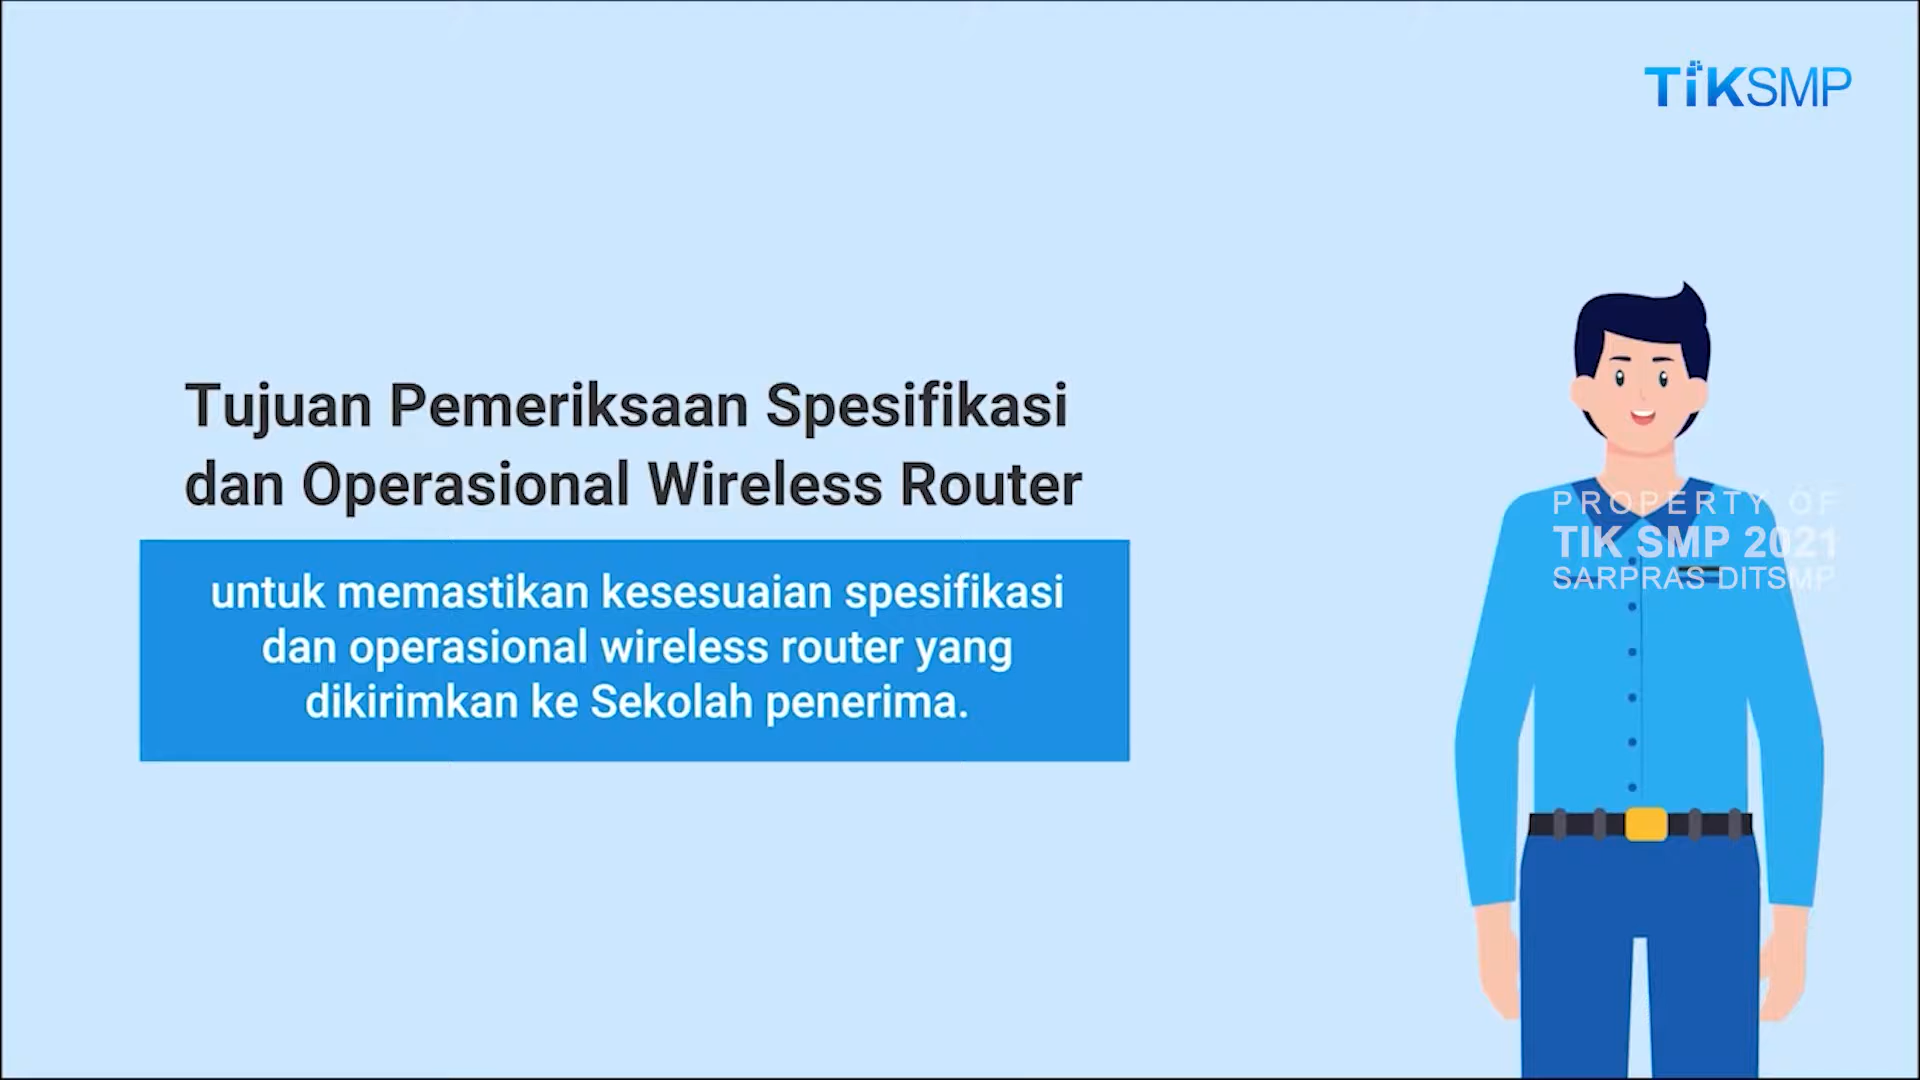 TiKSMP
Tujuan Pemeriksaan Spesifikasi
dan Operasional Wireless Router
untuk memastikan kesesuaian spesifikasi
dan operasional wireless router yang
dikirimkan ke Sekolah penerima.
PROPERTY OF
TIK SMP 2021
SARPRAS DITSMP